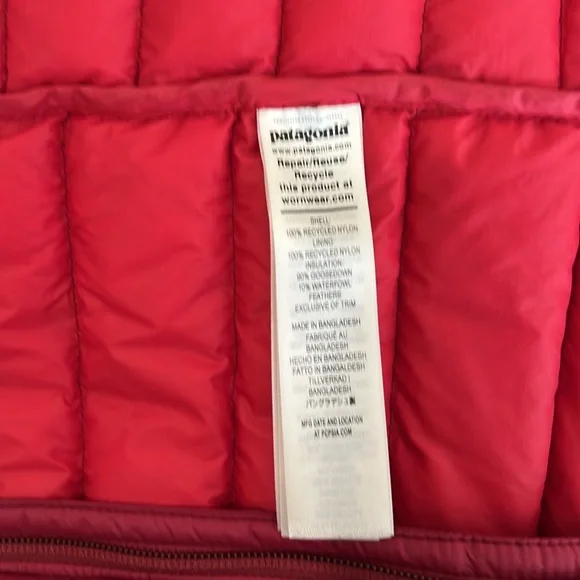 patagonia®
www.patagonia.com
Repair/Reuse/
Recycle
this product at
wornwear.com
SHELL:
100% RECYCLED NYLON
LINING:
100% RECYCLED NYLON
INSULATION:
90% GOOSEDOWN
10% WATERFOWL
FEATHERS
EXCLUSIVE OF TRIM
MADE IN BANGLADESH
FABRIQUÉ AU
BANGLADESH
HECHO EN BANGLADESH
FATTO IN BANGALDESH
TILLVERKAD I
BANGLADESH
バングラデシュ製
MFG DATE AND LOCATION
AT PCPSIA.COM